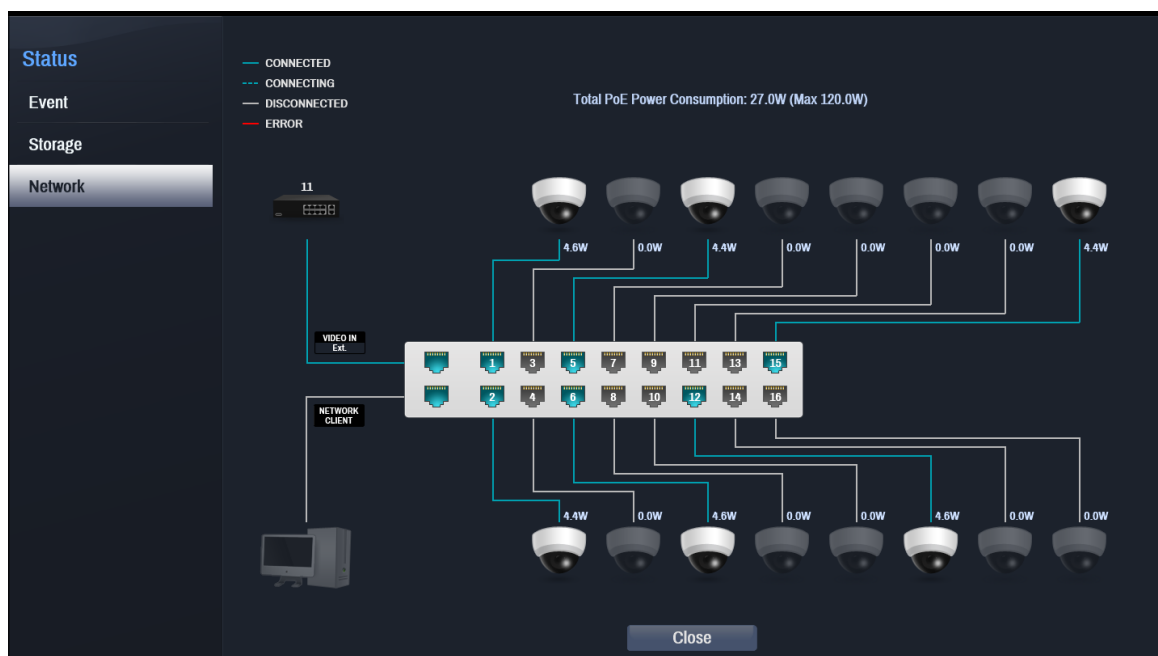 Status
Event
Storage
Network
CONNECTED
CONNECTING
DISCONNECTED
ERROR
Total PoE Power Consumption: 27.0W (Max 120.0W)
11
4.6W 0.0W 4.4W 0.0W 0.0W 0.0W 0.0W 4.4W
VIDEO IN
Ext.
1 3 5 7 9 11 13 15
2 4 6 8 10 12 14 16
NETWORK
CLIENT
4.4W 0.0W 4.6W 0.0W 0.0W 4.6W 0.0W 0.0W
Close